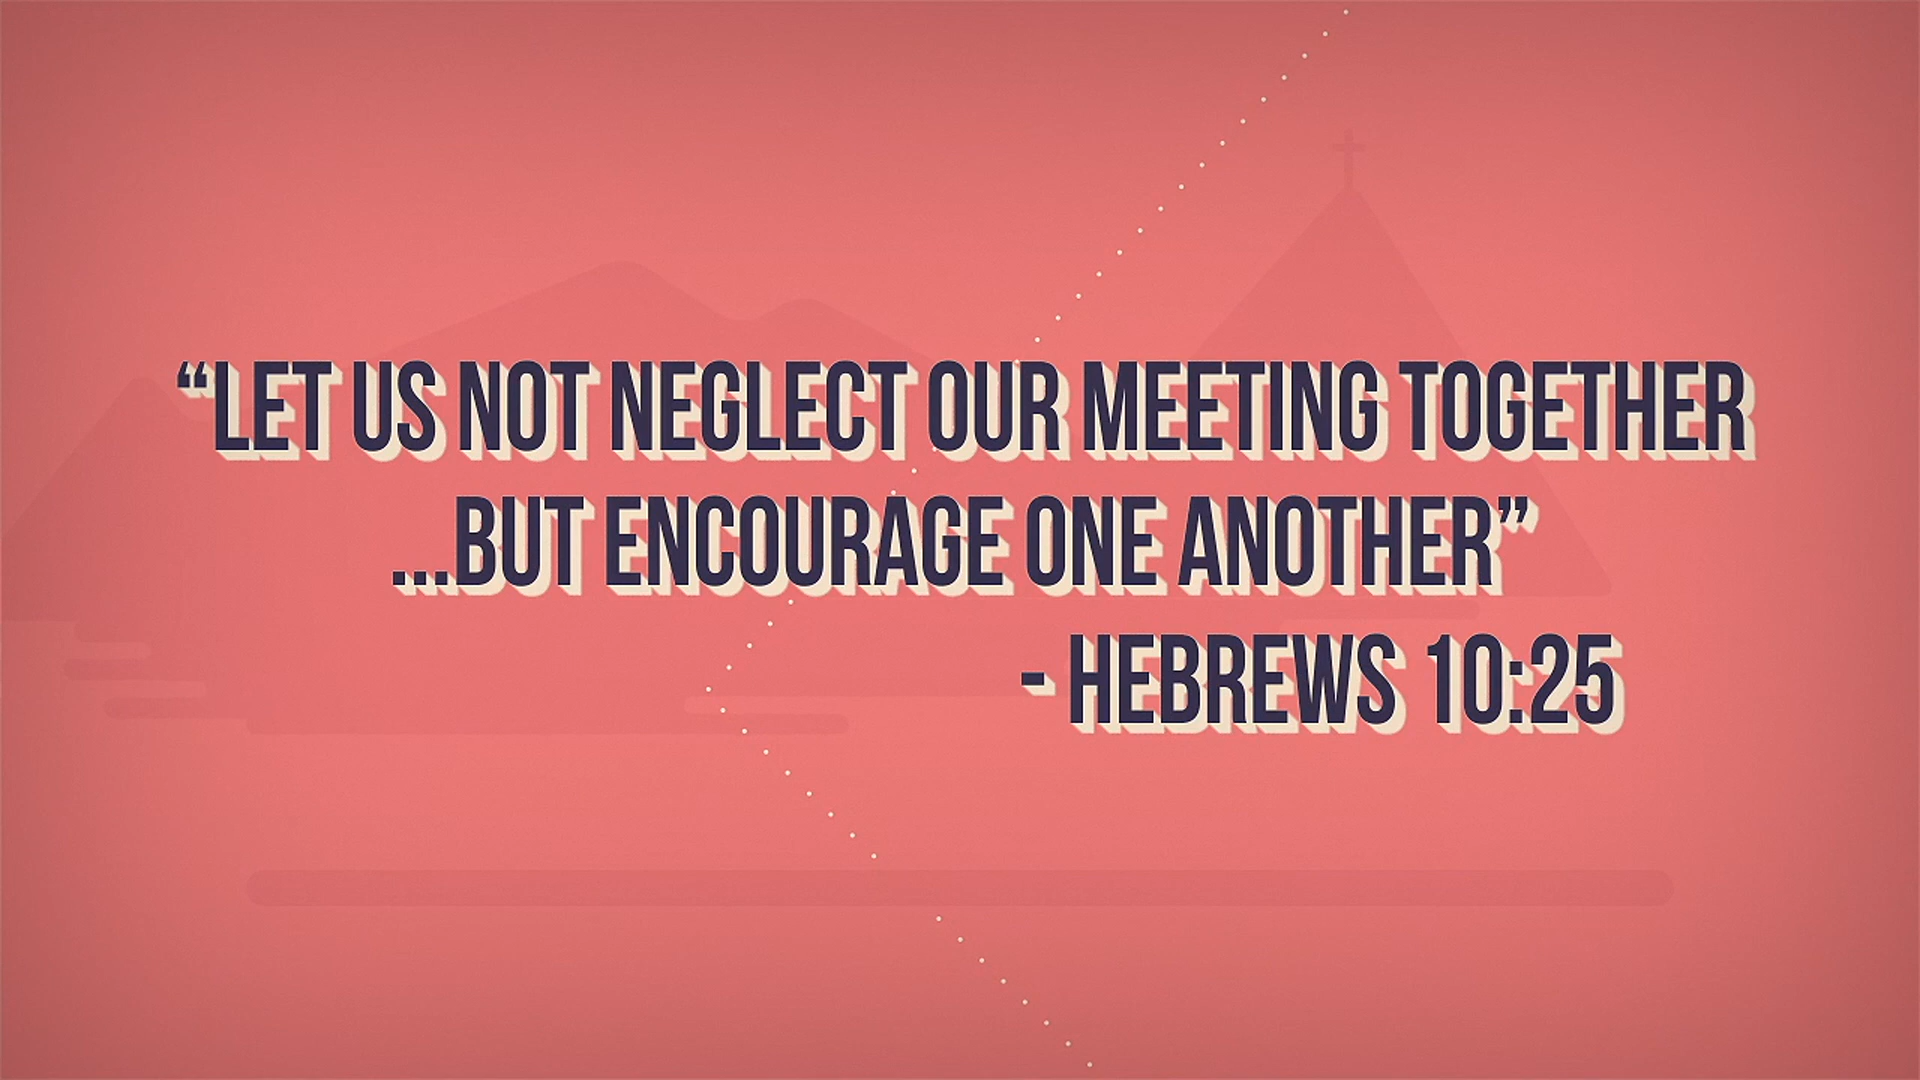 “LET US NOT NEGLECT OUR MEETING TOGETHER
...BUT ENCOURAGE ONE ANOTHER”
- HEBREWS 10:25